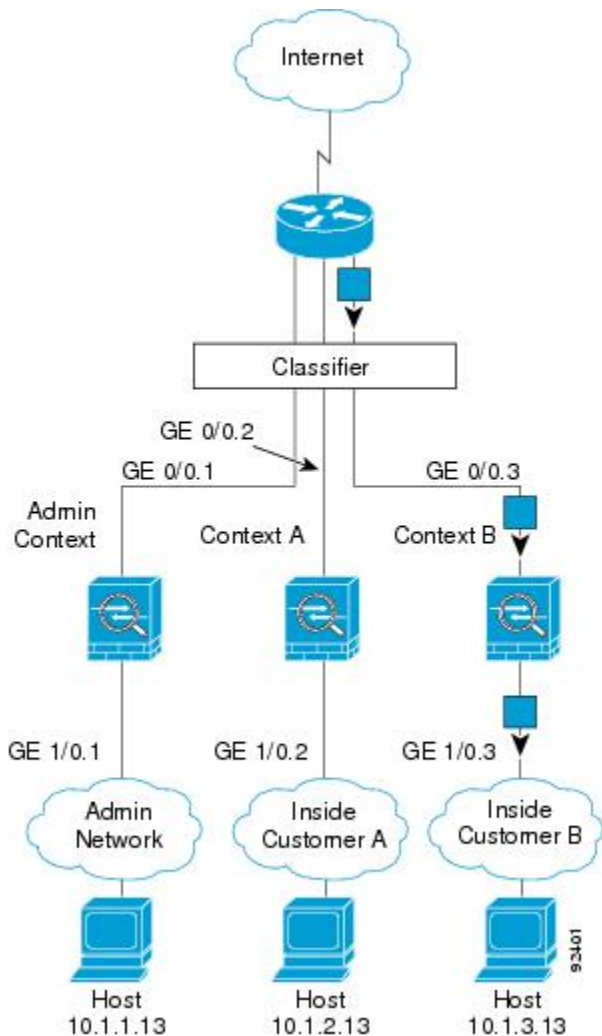 Internet
Classifier
GE 0/0.2
GE 0/0.1
GE 0/0.3
Admin
Context
Context A
Context B
GE 1/0.1
GE 1/0.2
GE 1/0.3
Admin
Network
Inside
Customer A
Inside
Customer B
92401
Host
10.1.1.13
Host
10.1.2.13
Host
10.1.3.13